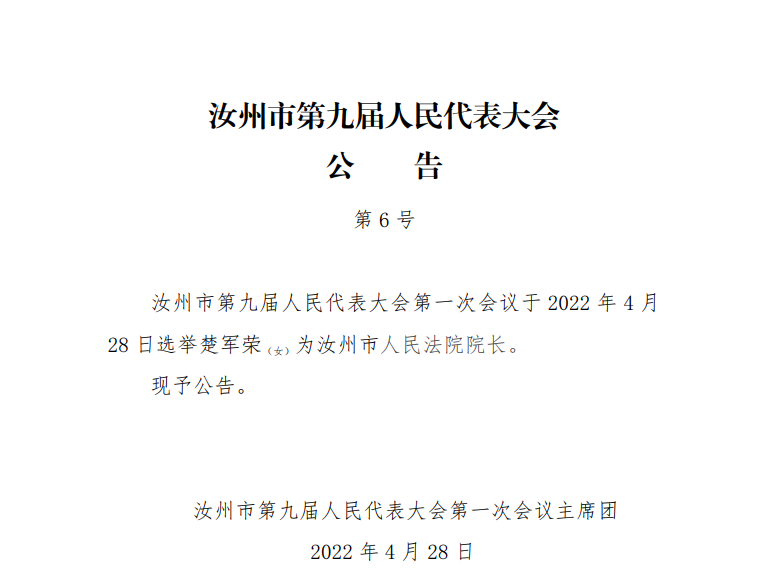 汝州市第九届人民代表大会
公 告
第 6 号
汝州市第九届人民代表大会第一次会议于 2022 年 4 月
28 日选举楚军荣（女）为汝州市人民法院院长。
现予公告。
汝州市第九届人民代表大会第一次会议主席团
2022 年 4 月 28 日